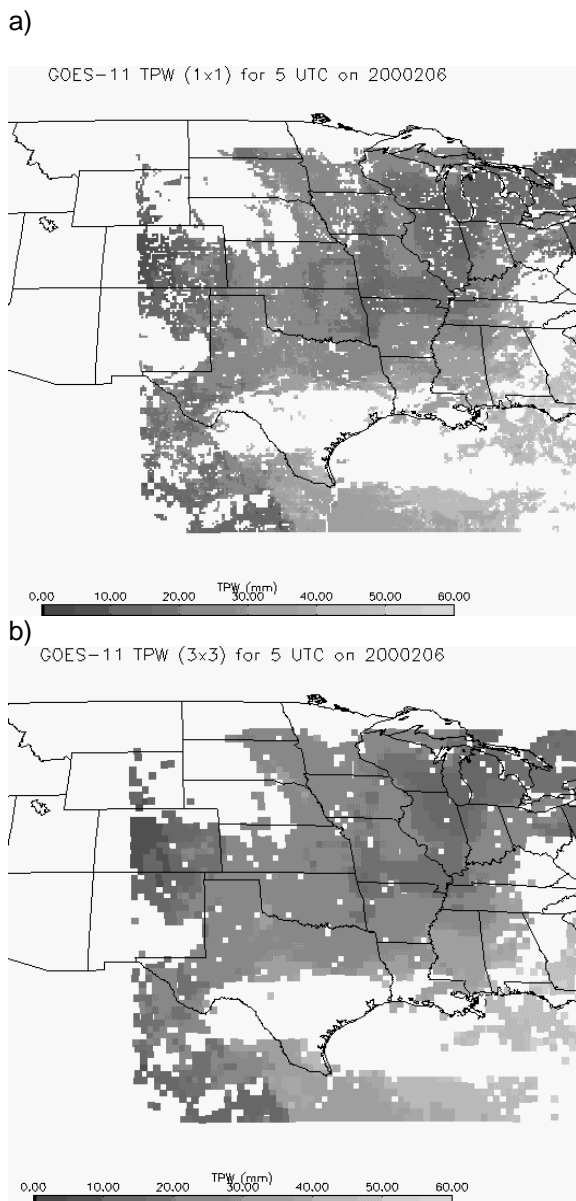 a)
GOES-11 TPW (1x1) for 5 UTC on 2000206
TPW (mm)
0.00 10.00 20.00 30.00 40.00 50.00 60.00
b)
GOES-11 TPW (3x3) for 5 UTC on 2000206
TPW (mm)
0.00 10.00 20.00 30.00 40.00 50.00 60.00